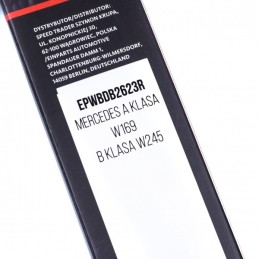 DYSTRYBUTOR/DISTRIBUTOR:
SPEED TRADER SZYMON KRUPA,
UL. KONOPNICKIEJ 30,
62-100 WĄGROWIEC, POLSKA
/EINPARTS AUTOMOTIVE
SPANDAUER DAMM 1,
CHARLOTTENBURG-WILMERSDORF,
14059 BERLIN, DEUTSCHLAND
EPWBDB2623R
MERCEDES A KLASA
W169
B KLASA W245